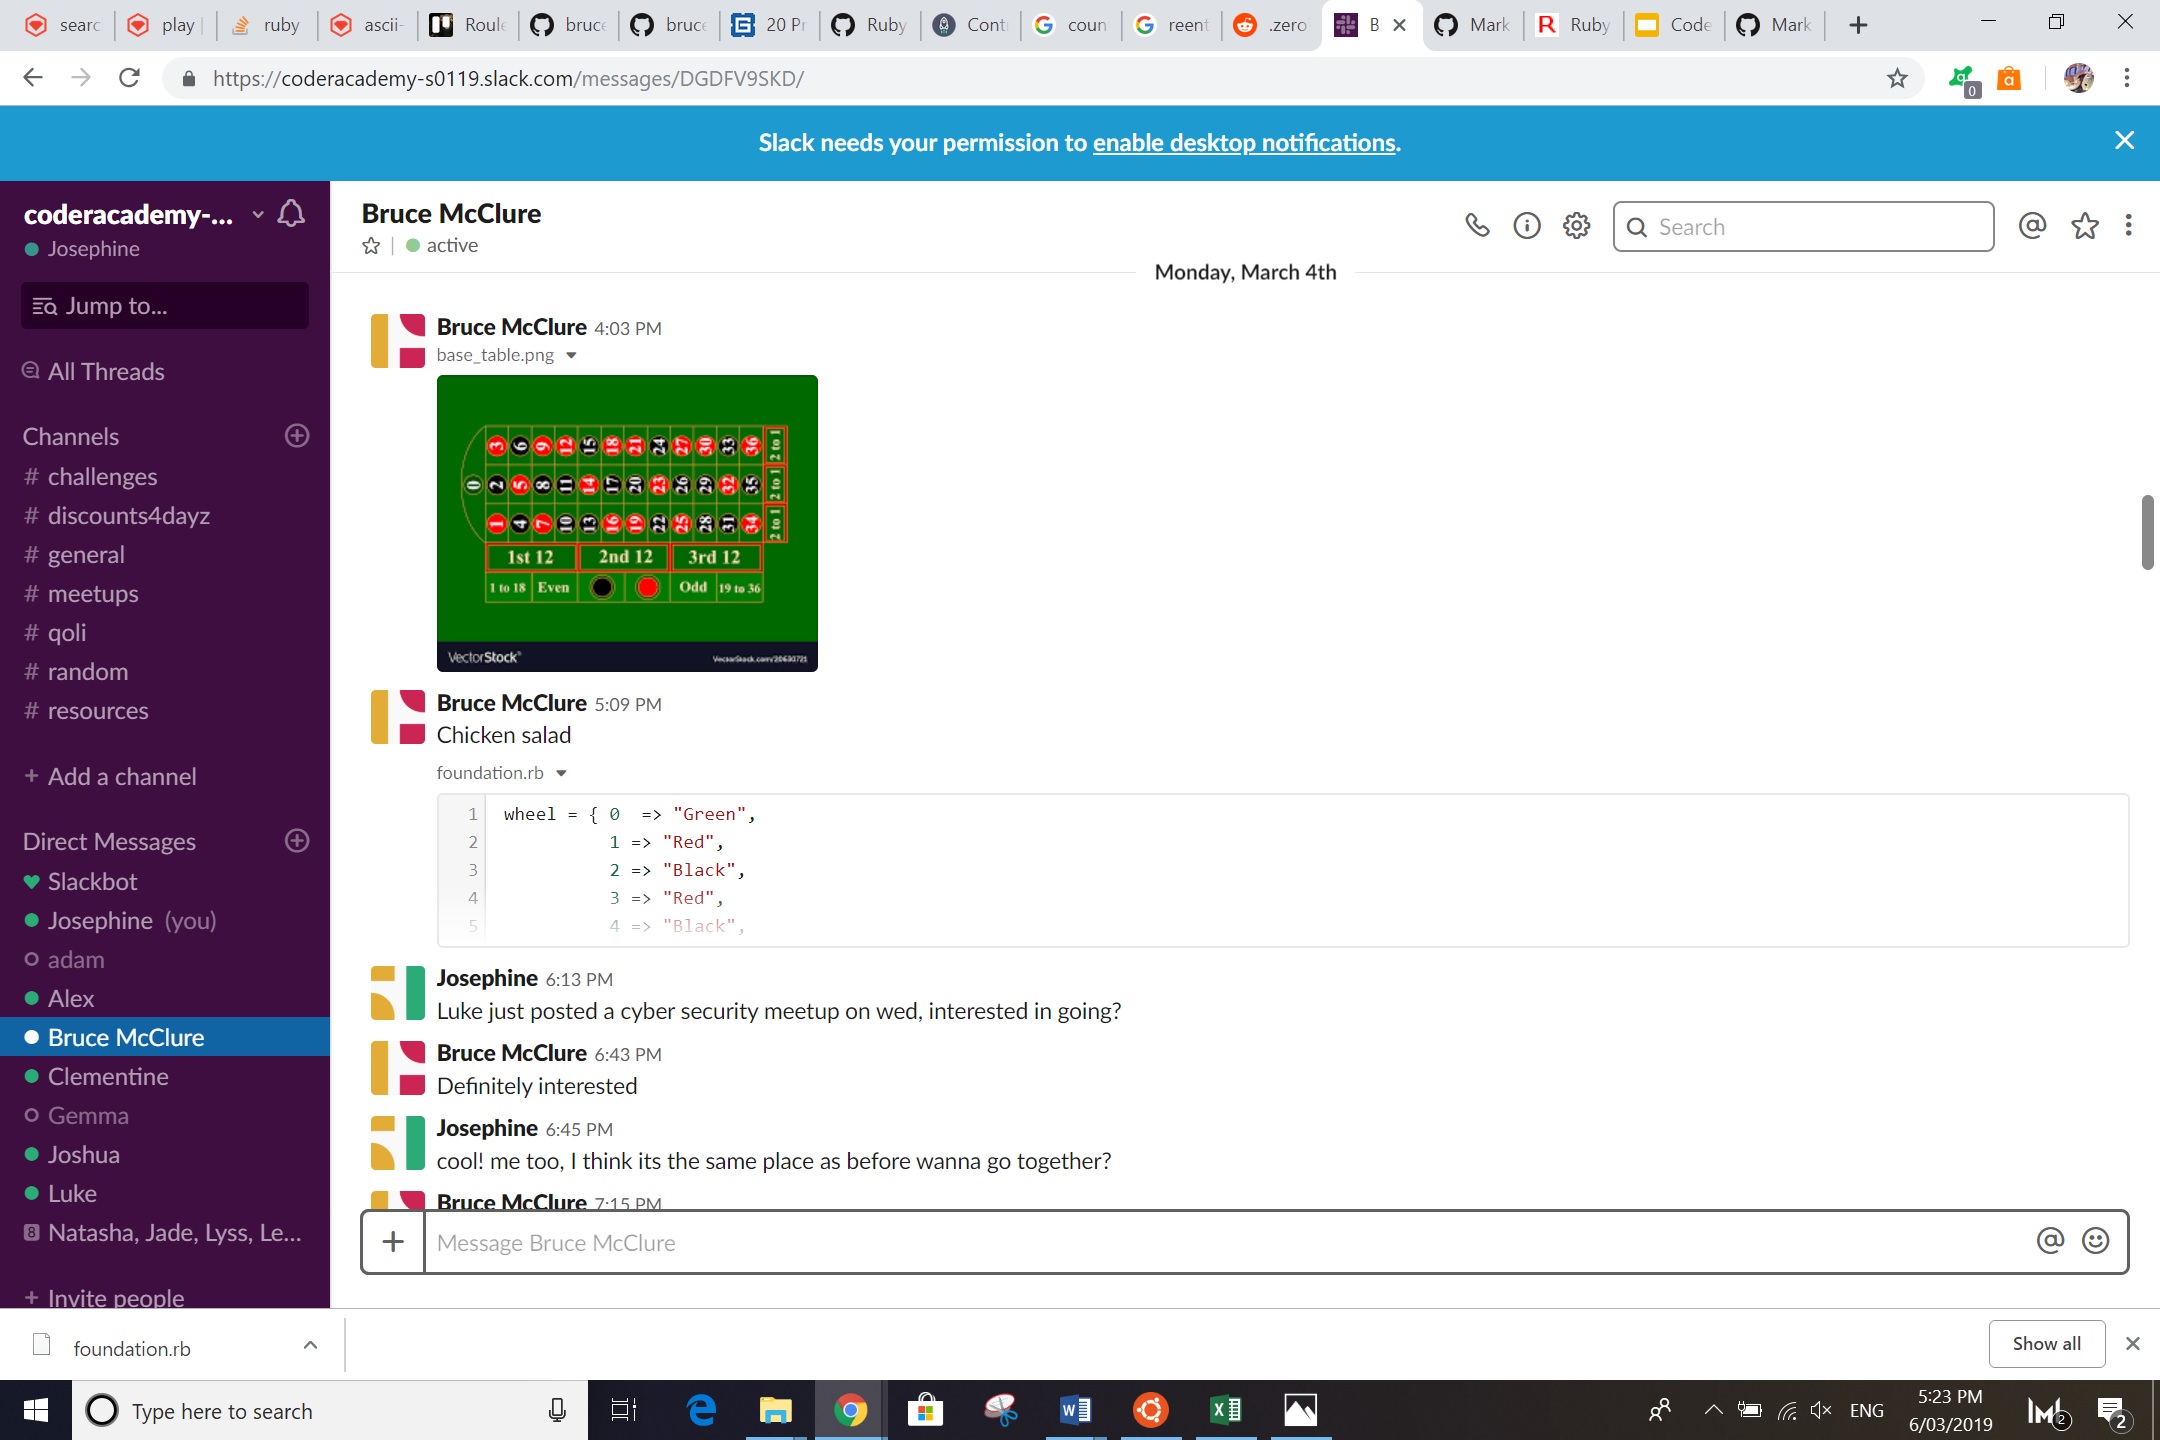 searc
play
ruby
ascii-
Roule
bruce
bruce
20 Pr
Ruby
Conti
coun
reent
.zero
B
Mark
Ruby
Code
Mark
https://coderacademy-s0119.slack.com/messages/DGDFV9SKD/
0
Slack needs your permission to enable desktop notifications.
coderacademy-...
Josephine
Jump to...
All Threads
Channels
# challenges
# discounts4dayz
# general
# meetups
# qoli
# random
# resources
+ Add a channel
Direct Messages
Slackbot
Josephine (you)
adam
Alex
Bruce McClure
Clementine
Gemma
Joshua
Luke
8 Natasha, Jade, Lyss, Le...
+ Invite people
Bruce McClure
active
Search
Monday, March 4th
Bruce McClure 4:03 PM
base_table.png
3 6 9 12 15 18 21 24 27 30 33 36 2 to 1
0 2 5 8 11 14 17 20 23 26 29 32 35 2 to 1
1 4 7 10 13 16 19 22 25 28 31 34 2 to 1
1st 12 2nd 12 3rd 12
1 to 18 Even Odd 19 to 36
VectorStock® VectorStock.com/20630721
Bruce McClure 5:09 PM
Chicken salad
foundation.rb
1 wheel = { 0 => "Green",
2 1 => "Red",
3 2 => "Black",
4 3 => "Red",
5 4 => "Black",
Josephine 6:13 PM
Luke just posted a cyber security meetup on wed, interested in going?
Bruce McClure 6:43 PM
Definitely interested
Josephine 6:45 PM
cool! me too, I think its the same place as before wanna go together?
Bruce McClure 7:15 PM
Message Bruce McClure
foundation.rb
Show all
Type here to search
ENG
5:23 PM
6/03/2019
2
2